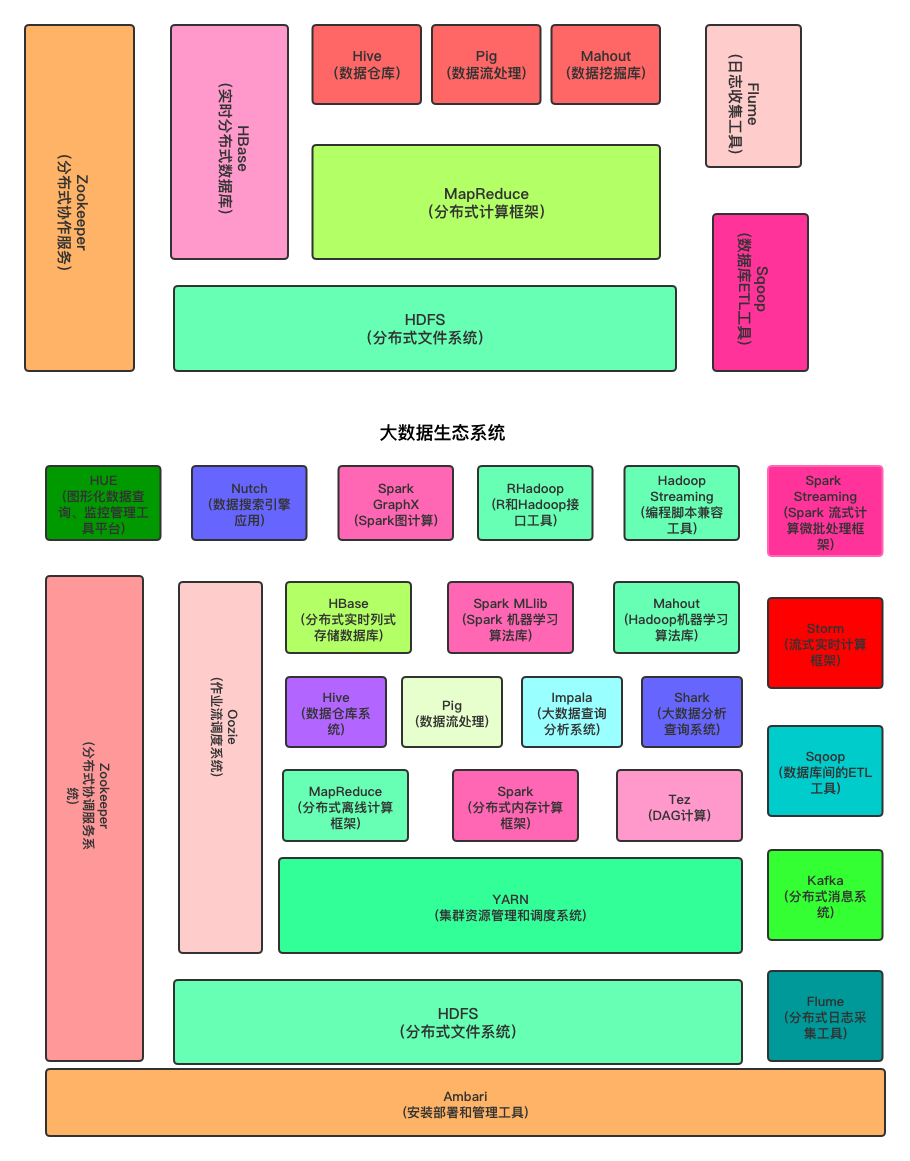 Zookeeper
(分布式协作服务)
HBase
(实时分布式数据库)
Hive
(数据仓库)
Pig
(数据流处理)
Mahout
(数据挖掘库)
Flume
(日志收集工具)
MapReduce
(分布式计算框架)
Sqoop
(数据库ETL工具)
HDFS
(分布式文件系统)
大数据生态系统
HUE
(图形化数据查
询、监控管理工
具平台)
Nutch
(数据搜索引擎
应用)
Spark
GraphX
(Spark图计算)
RHadoop
(R和Hadoop接
口工具)
Hadoop
Streaming
(编程脚本兼容
工具)
Spark
Streaming
(Spark 流式计
算微批处理框
架)
Zookeeper
(分布式协调服务系
统)
Oozie
(作业流调度系统)
HBase
(分布式实时列式
存储数据库)
Spark MLlib
(Spark 机器学习
算法库)
Mahout
(Hadoop机器学习
算法库)
Storm
(流式实时计算
框架)
Hive
(数据仓库系
统)
Pig
(数据流处理)
Impala
(大数据查询
分析系统)
Shark
(大数据分析
查询系统)
Sqoop
(数据库间的ETL
工具)
MapReduce
(分布式离线计算
框架)
Spark
(分布式内存计算
框架)
Tez
(DAG计算)
YARN
(集群资源管理和调度系统)
Kafka
(分布式消息系
统)
HDFS
(分布式文件系统)
Flume
(分布式日志采
集工具)
Ambari
(安装部署和管理工具)